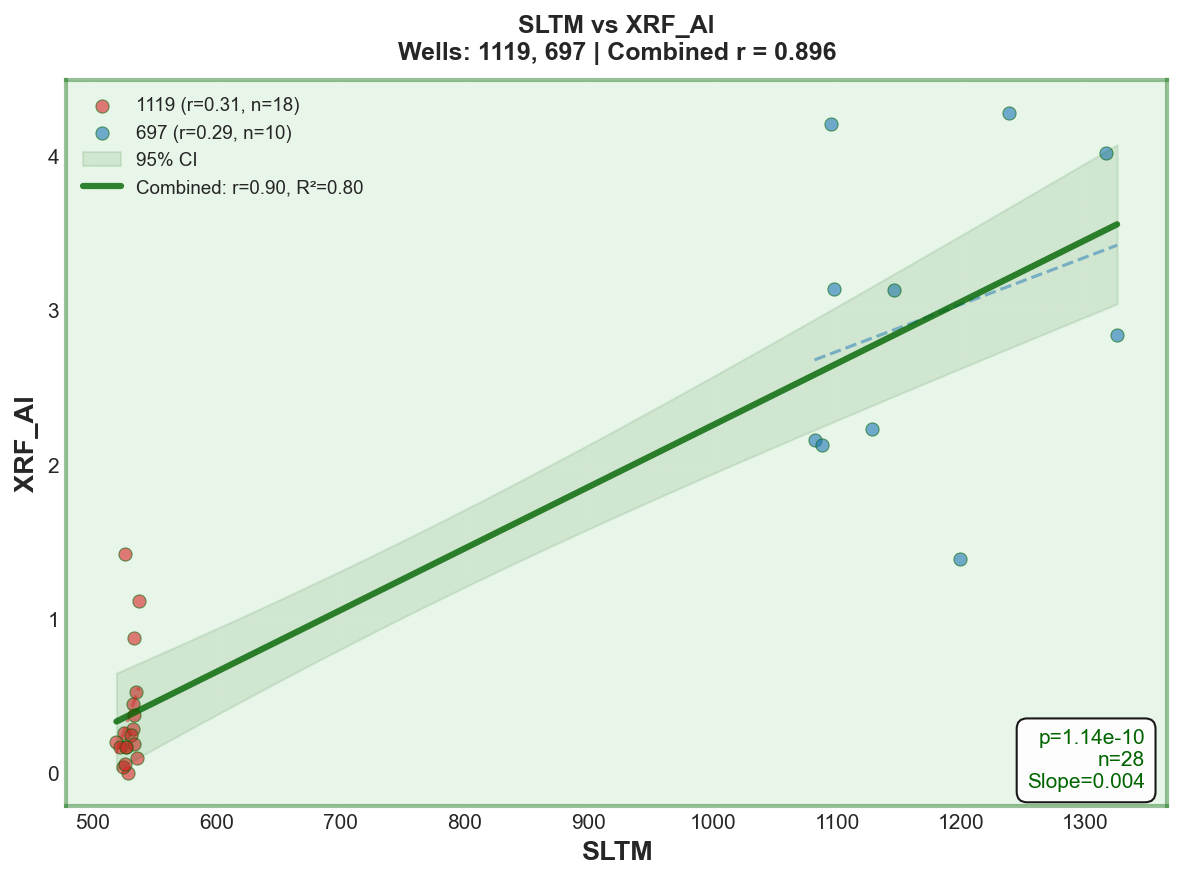 SLTM vs XRF_Al
Wells: 1119, 697 | Combined r = 0.896
1119 (r=0.31, n=18)
697 (r=0.29, n=10)
95% CI
Combined: r=0.90, R²=0.80
XRF_Al
4
3
2
1
0
p=1.14e-10
n=28
Slope=0.004
500 600 700 800 900 1000 1100 1200 1300
SLTM